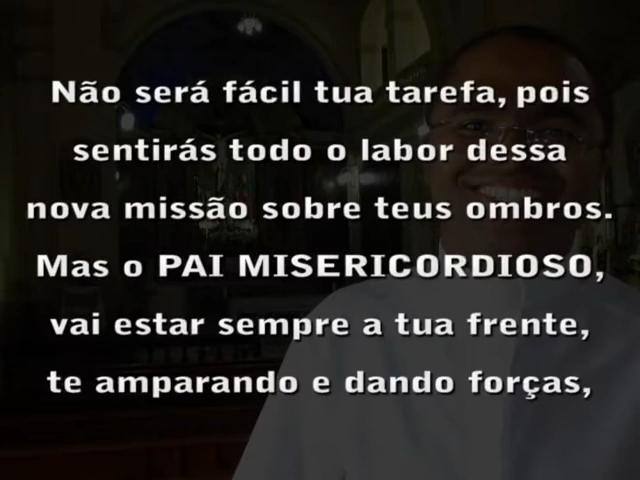 Não será fácil tua tarefa, pois
sentirás todo o labor dessa
nova missão sobre teus ombros.
Mas o PAI MISERICORDIOSO,
vai estar sempre a tua frente,
te amparando e dando forças,